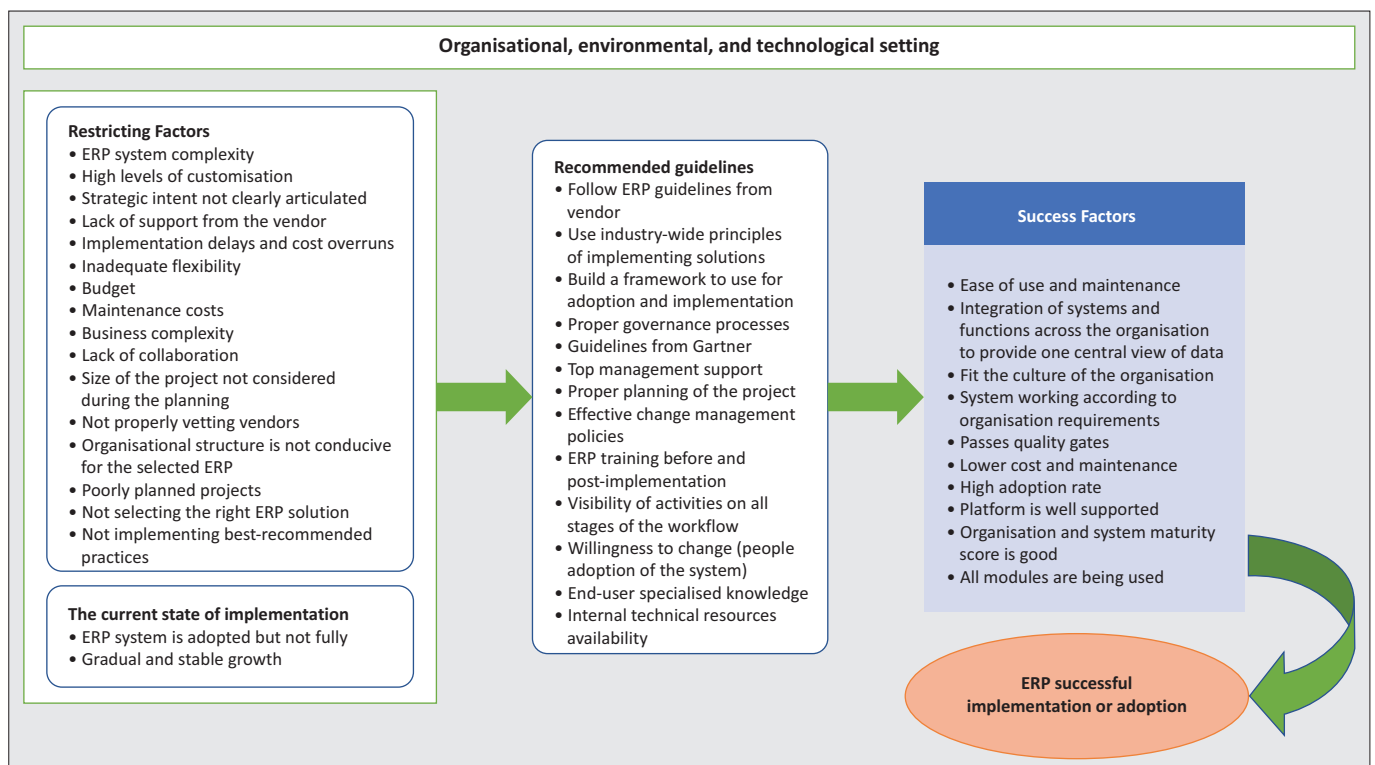 Organisational, environmental, and technological setting
Restricting Factors
• ERP system complexity
• High levels of customisation
• Strategic intent not clearly articulated
• Lack of support from the vendor
• Implementation delays and cost overruns
• Inadequate flexibility
• Budget
• Maintenance costs
• Business complexity
• Lack of collaboration
• Size of the project not considered
during the planning
• Not properly vetting vendors
• Organisational structure is not conducive
for the selected ERP
• Poorly planned projects
• Not selecting the right ERP solution
• Not implementing best-recommended
practices
The current state of implementation
• ERP system is adopted but not fully
• Gradual and stable growth
Recommended guidelines
• Follow ERP guidelines from
vendor
• Use industry-wide principles
of implementing solutions
• Build a framework to use for
adoption and implementation
• Proper governance processes
• Guidelines from Gartner
• Top management support
• Proper planning of the project
• Effective change management
policies
• ERP training before and
post-implementation
• Visibility of activities on all
stages of the workflow
• Willingness to change (people
adoption of the system)
• End-user specialised knowledge
• Internal technical resources
availability
Success Factors
• Ease of use and maintenance
• Integration of systems and
functions across the organisation
to provide one central view of data
• Fit the culture of the organisation
• System working according to
organisation requirements
• Passes quality gates
• Lower cost and maintenance
• High adoption rate
• Platform is well supported
• Organisation and system maturity
score is good
• All modules are being used
ERP successful
implementation or adoption